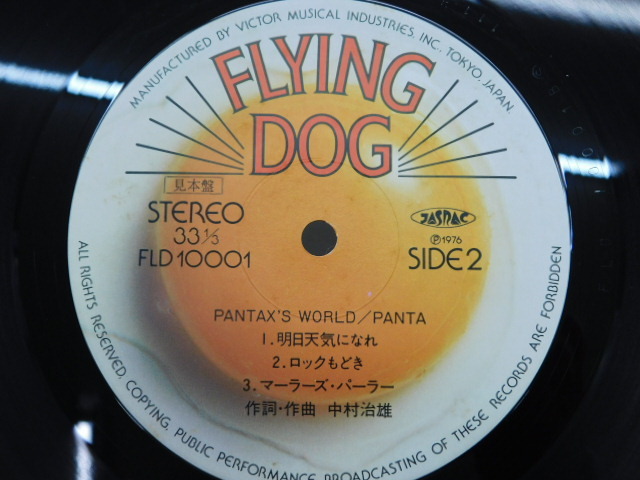 MANUFACTURED BY VICTOR MUSICAL INDUSTRIES, INC. TOKYO, JAPAN.
FLYING
DOG
見本盤
STEREO
33 1/3
FLD 10001
JASRAC
Ⓟ1976
SIDE 2
PANTAX'S WORLD/PANTA
1. 明日天気になれ
2. ロックもどき
3. マーラーズ・パーラー
作詞・作曲 中村治雄
ALL RIGHTS RESERVED. COPYING, PUBLIC PERFORMANCE, BROADCASTING OF THESE RECORDS ARE FORBIDDEN